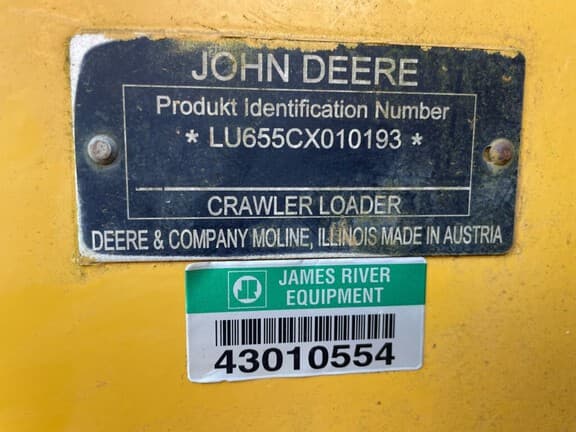 JOHN DEERE
Produkt Identification Number
* LU655CX010193 *
CRAWLER LOADER
DEERE & COMPANY MOLINE, ILLINOIS MADE IN AUSTRIA
JR
JAMES RIVER
EQUIPMENT
43010554